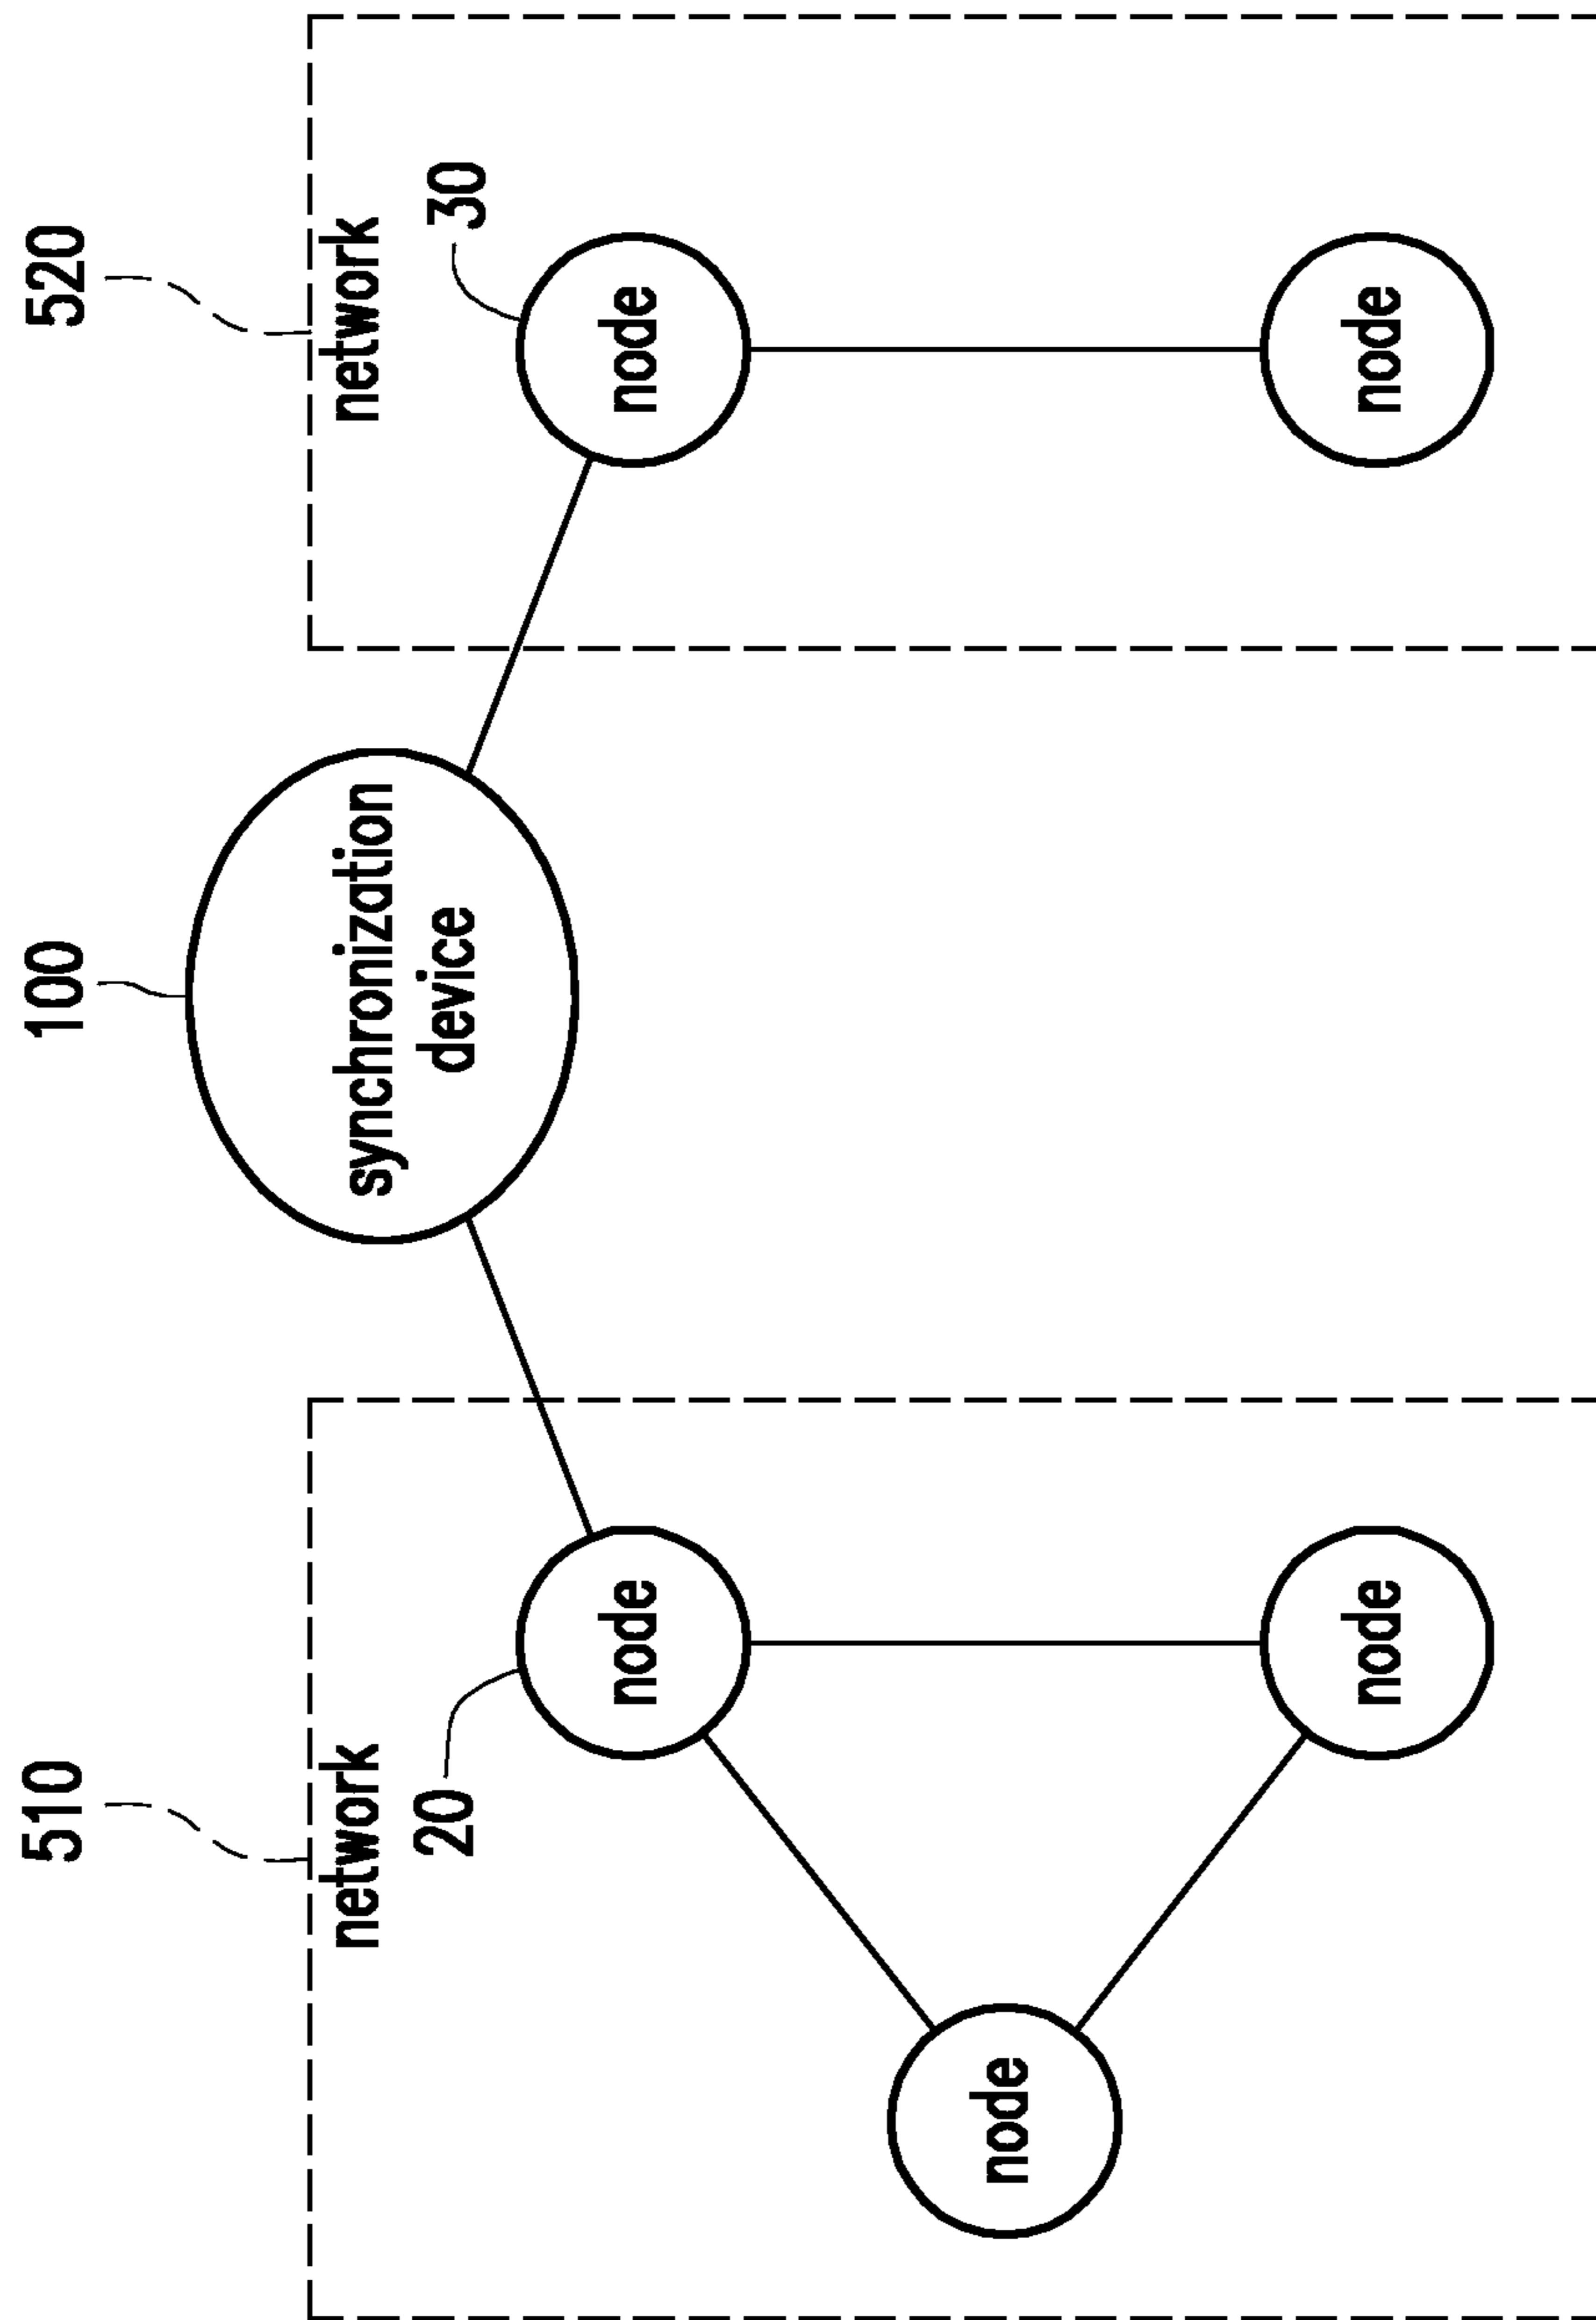 510
100
520
network
network
20
30
synchronization
device
node
node
node
node
node